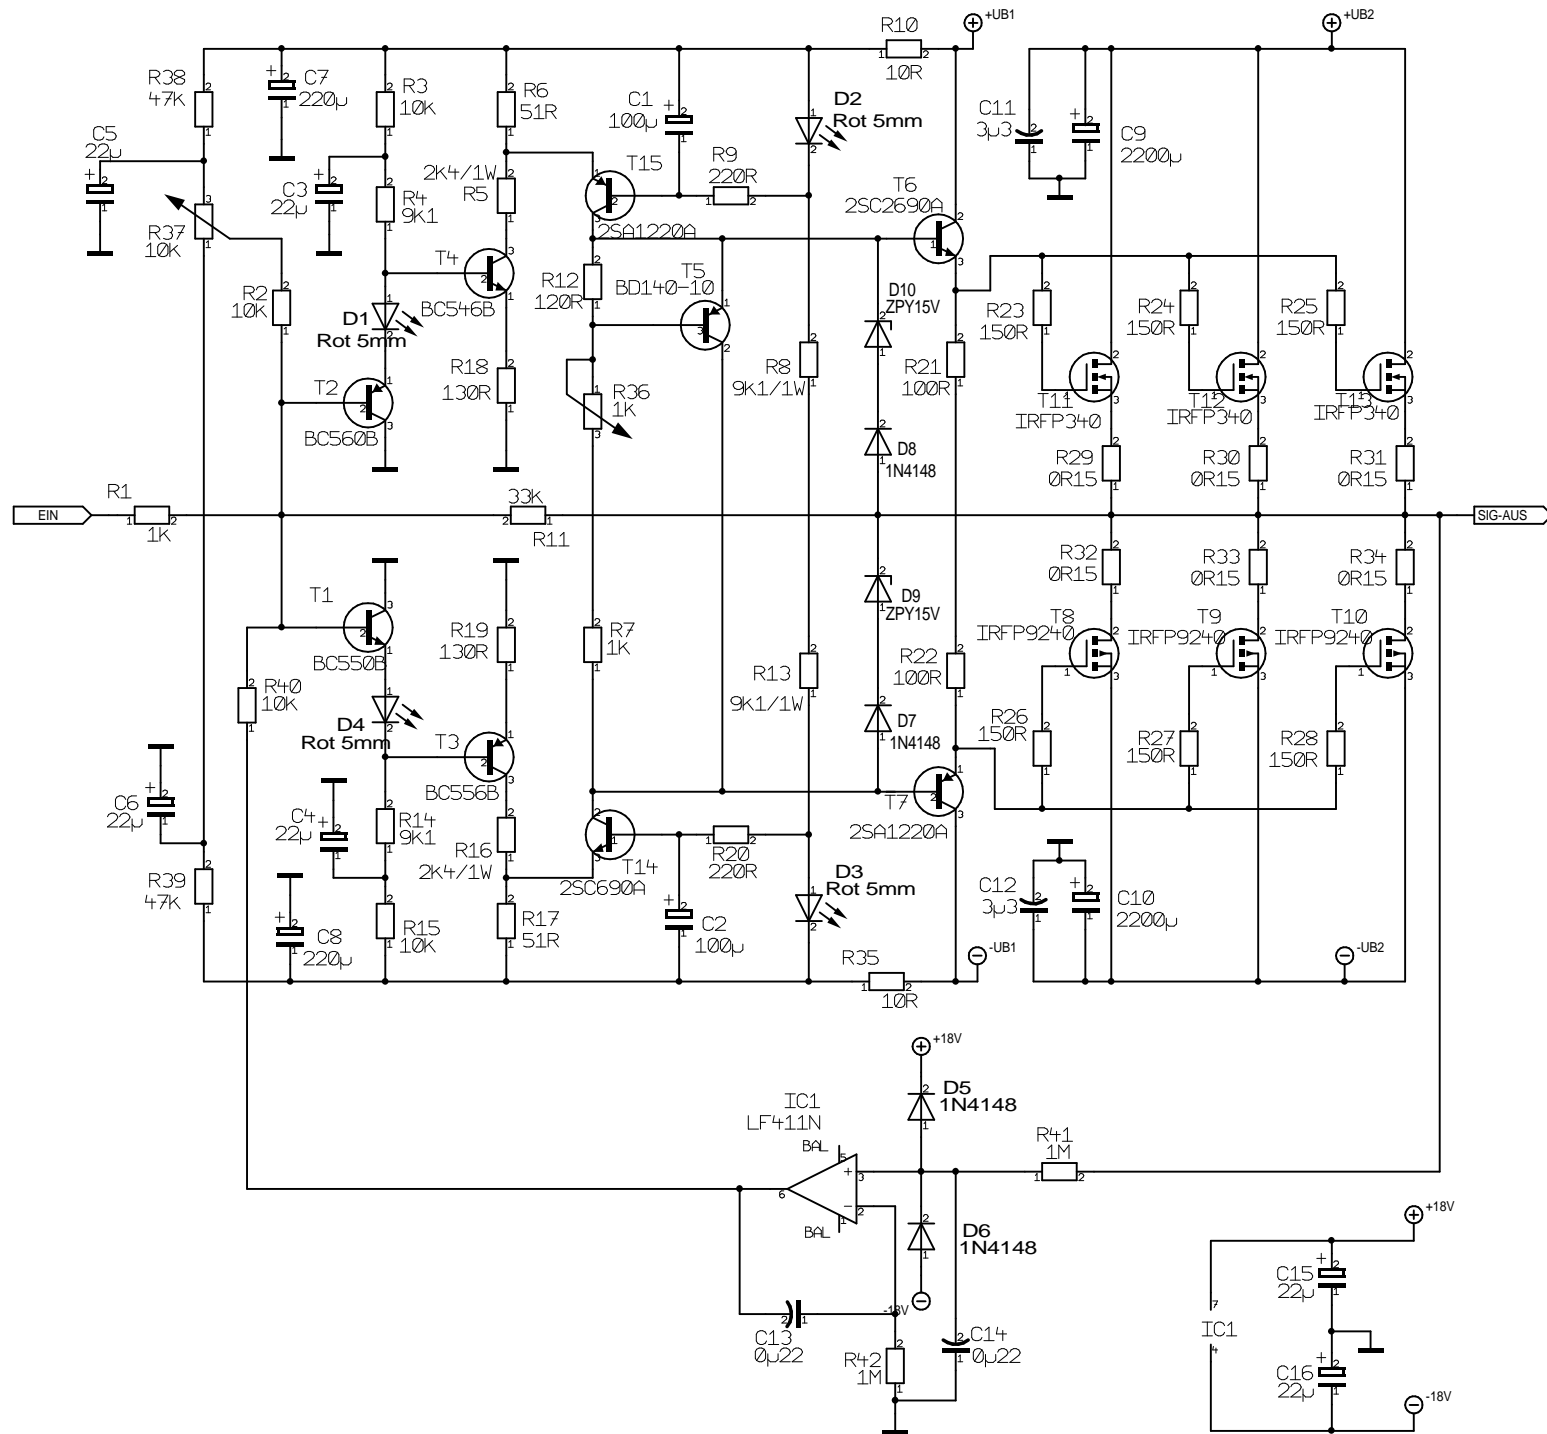 +UB1
+UB2
R10
10R
R38
47K
C7
220µ
R3
10K
R6
51R
C1
100µ
D2
Rot 5mm
C11
3µ3
C9
2200µ
C5
22µ
C3
22µ
R4
9K1
2K4/1W
R5
T15
2SA1220A
R9
220R
T6
2SC2690A
R37
10K
R2
10K
T4
BC546B
R12
120R
T5
BD140-10
D10
ZPY15V
R23
150R
R24
150R
R25
150R
D1
Rot 5mm
R18
130R
R36
1K
R8
9K1/1W
R21
100R
T2
BC560B
T11
IRFP340
T12
IRFP340
T13
IRFP340
D8
1N4148
R29
0R15
R30
0R15
R31
0R15
EIN
R1
1K
33K
R11
SIG-AUS
R32
0R15
R33
0R15
R34
0R15
T1
BC550B
R19
130R
R7
1K
D9
ZPY15V
T8
IRFP9240
T9
IRFP9240
T10
IRFP9240
R40
10K
D4
Rot 5mm
T3
BC556B
R13
9K1/1W
R22
100R
D7
1N4148
R26
150R
R27
150R
R28
150R
C6
22µ
C4
22µ
R14
9K1
R16
2K4/1W
T14
2SC690A
R20
220R
T7
2SA1220A
R39
47K
C8
220µ
R15
10K
R17
51R
C2
100µ
D3
Rot 5mm
C12
3µ3
C10
2200µ
R35
10R
-UB1
-UB2
+18V
D5
1N4148
IC1
LF411N
BAL
BAL
R41
1M
D6
1N4148
-18V
C13
0µ22
R42
1M
C14
0µ22
+18V
C15
22µ
IC1
C16
22µ
-18V